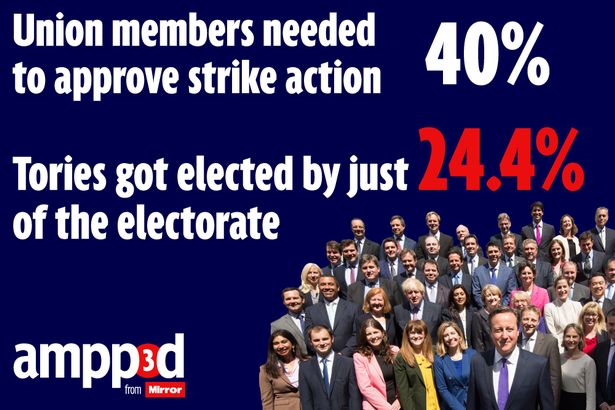 Union members needed
to approve strike action
40%
Tories got elected by just 24.4%
of the electorate
ampp3d
from Mirror